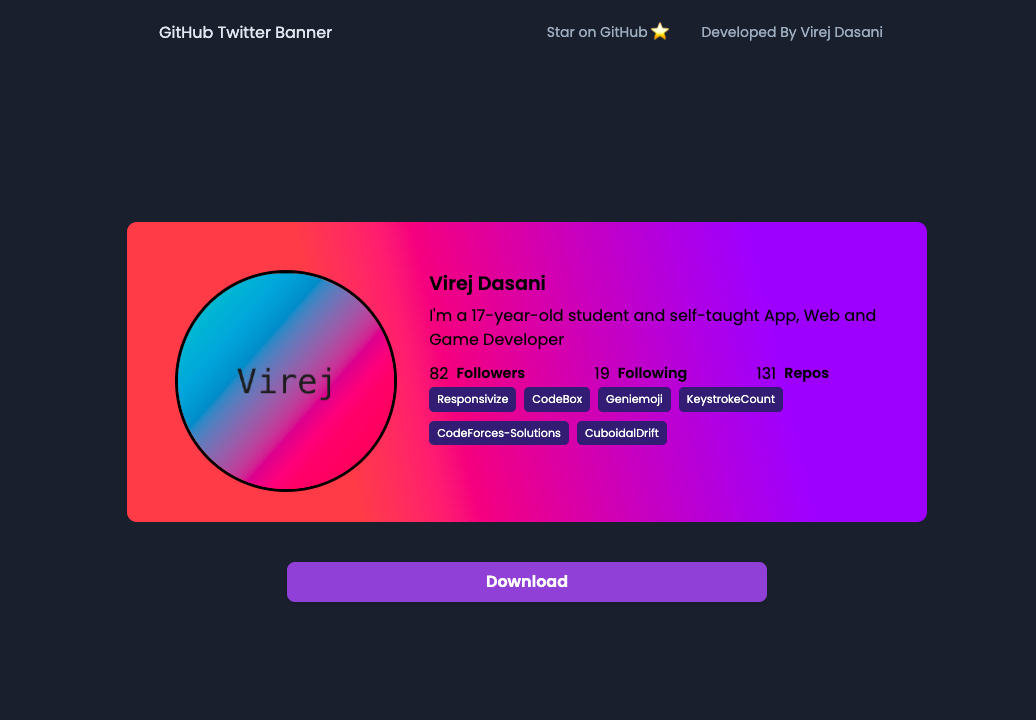 GitHub Twitter Banner
Star on GitHub ⭐
Developed By Virej Dasani
Virej
Virej Dasani
I'm a 17-year-old student and self-taught App, Web and
Game Developer
82 Followers 19 Following 131 Repos
Responsivize CodeBox Geniemoji KeystrokeCount
CodeForces-Solutions CuboidalDrift
Download